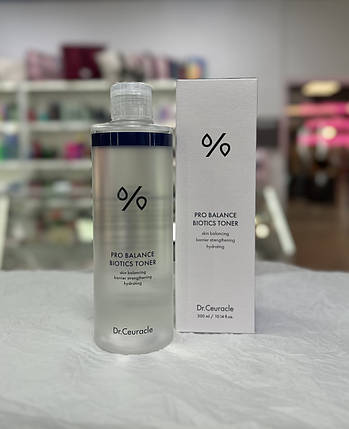 PRO BALANCE
BIOTICS TONER
skin balancing
barrier strengthening
hydrating
Dr.Ceuracle
PRO BALANCE
BIOTICS TONER
skin balancing
barrier strengthening
hydrating
Dr.Ceuracle
300 ml / 10.14 fl.oz.